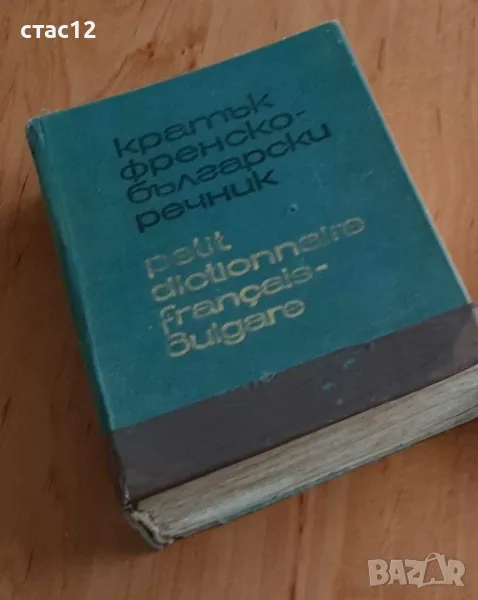 стас12
кратък
френско-
български
речник
petit
dictionnaire
français-
Bulgare
BAZAR